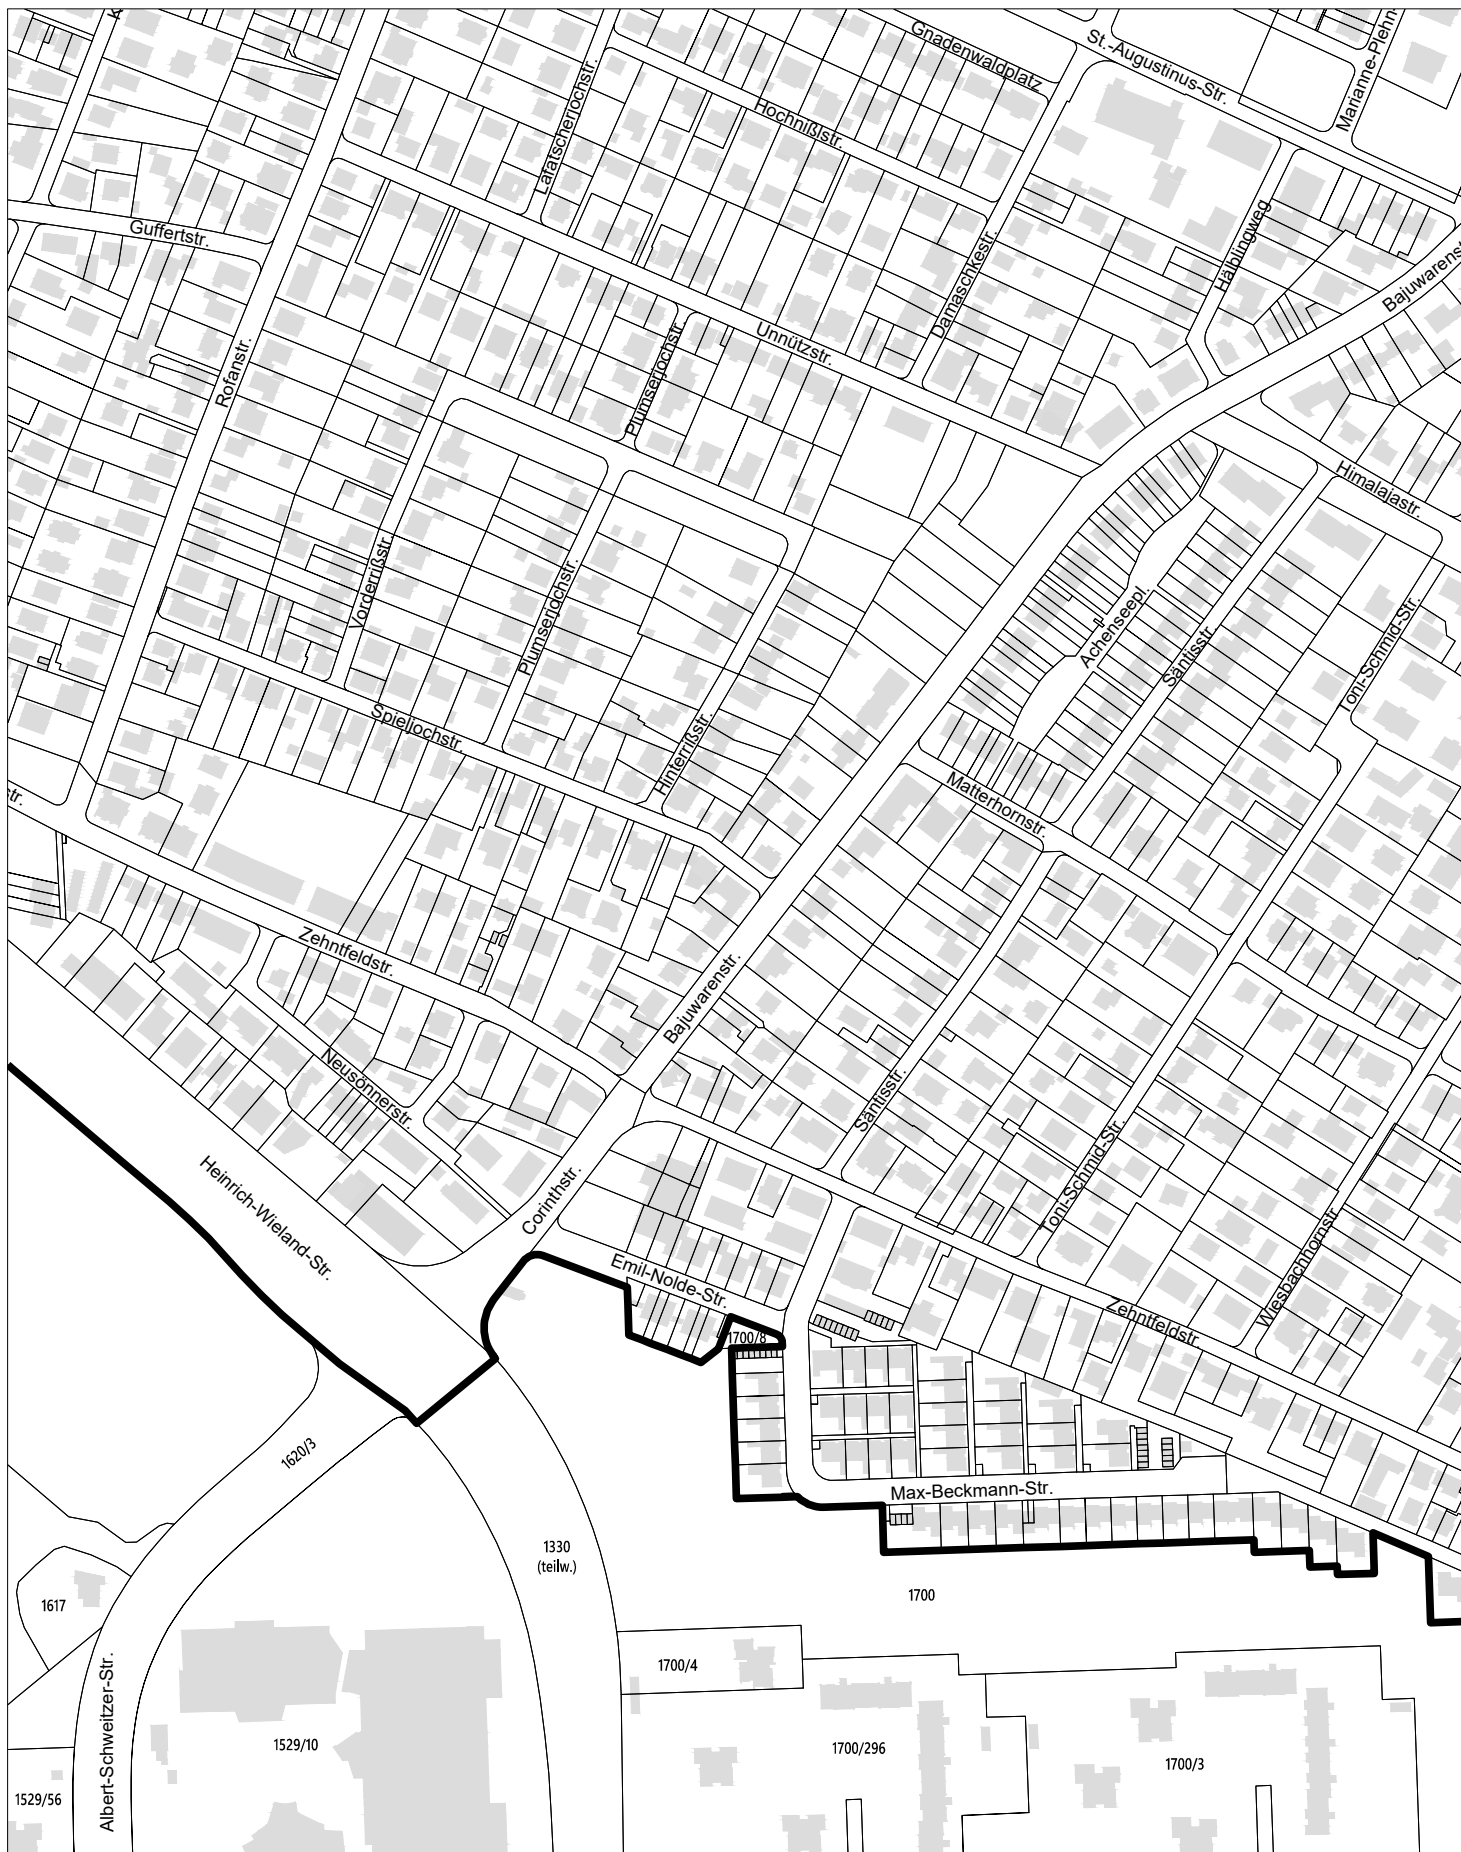 Gnadenwaldplatz
St.-Augustinus-Str.
Marianne-Plehn-
Hochnißlstr.
Lafatscherjochstr.
Guffertstr.
Hälblingweg
Damaschkestr.
Bajuwarenst
Rofanstr.
Plumserjochstr.
Unnützstr.
Himalajastr.
Vorderrißstr.
Plumserjochstr.
Achenseepl.
Säntisstr.
Toni-Schmid-Str.
Spieljochstr.
Hinterrißstr.
Matterhornstr.
str.
Zehntfeldstr.
Bajuwarenstr.
Neusönnerstr.
Säntisstr.
Toni-Schmid-Str.
Heinrich-Wieland-Str.
Corinthstr.
Emil-Nolde-Str.
Wiesbachhornstr.
Zehntfeldstr.
1700/8
1620/3
Max-Beckmann-Str.
1330
(teilw.)
1617
1700
Albert-Schweitzer-Str.
1700/4
1529/10
1700/296
1700/3
1529/56